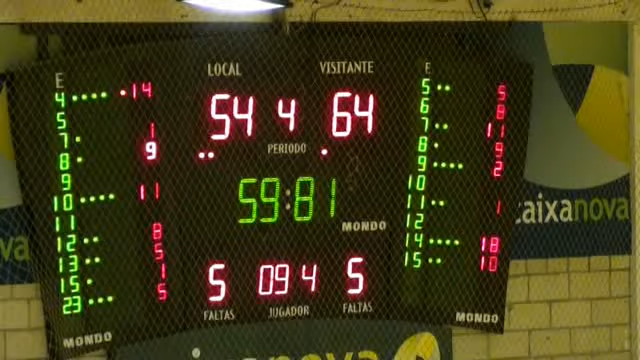 LOCAL VISITANTE
54 4 64
PERIODO
59:81
MONDO
5 09 4 5
FALTAS JUGADOR FALTAS
E
4 14
5
7 1
8 9
9
10 11
11
12 8
13 5
15 1
23 5
MONDO
E
5 5
6 8
7 11
8 9
9 2
10
11 1
12
14 18
15 10
MONDO
caixanova
va
nova